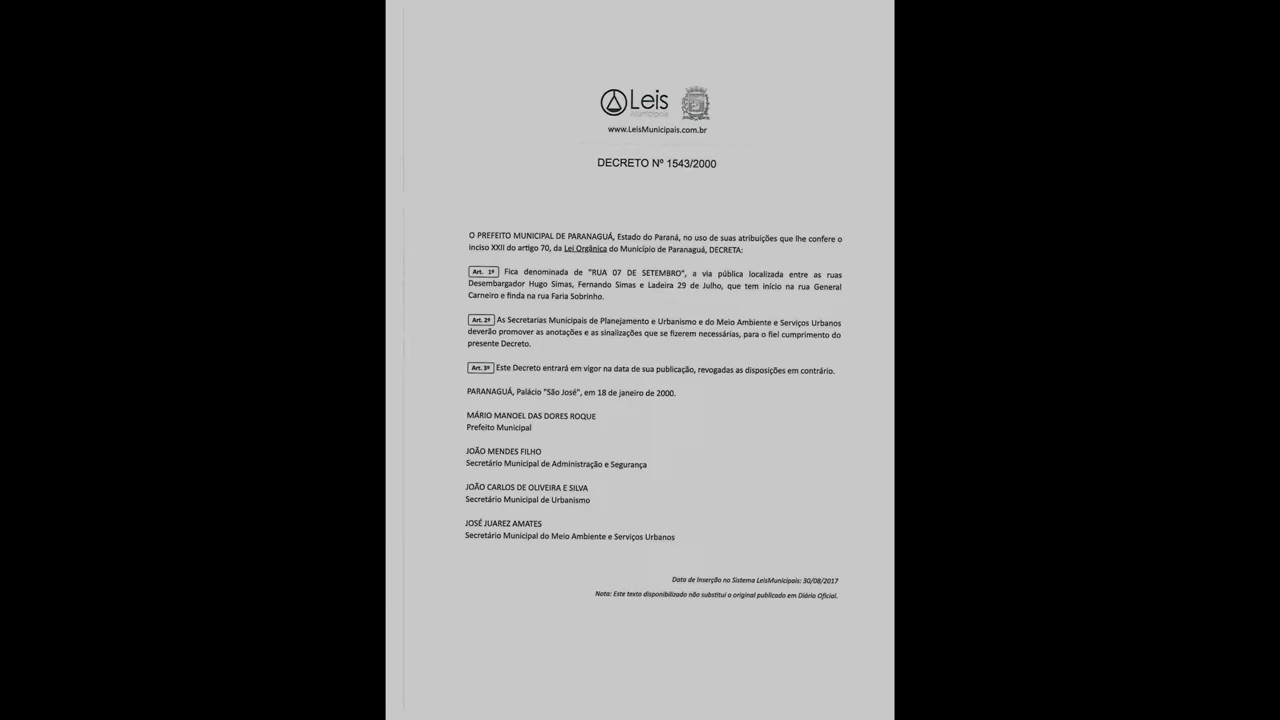 Leis
Municipais
www.LeisMunicipais.com.br
DECRETO Nº 1543/2000
O PREFEITO MUNICIPAL DE PARANAGUÁ, Estado do Paraná, no uso de suas atribuições que lhe confere o
inciso XXII do artigo 70, da Lei Orgânica do Município de Paranaguá, DECRETA:
Art. 1º Fica denominada de "RUA 07 DE SETEMBRO", a via pública localizada entre as ruas
Desembargador Hugo Simas, Fernando Simas e Ladeira 29 de Julho, que tem início na rua General
Carneiro e finda na rua Faria Sobrinho.
Art. 2º As Secretarias Municipais de Planejamento e Urbanismo e do Meio Ambiente e Serviços Urbanos
deverão promover as anotações e as sinalizações que se fizerem necessárias, para o fiel cumprimento do
presente Decreto.
Art. 3º Este Decreto entrará em vigor na data de sua publicação, revogadas as disposições em contrário.
PARANAGUÁ, Palácio "São José", em 18 de janeiro de 2000.
MÁRIO MANOEL DAS DORES ROQUE
Prefeito Municipal
JOÃO MENDES FILHO
Secretário Municipal de Administração e Segurança
JOÃO CARLOS DE OLIVEIRA E SILVA
Secretário Municipal de Urbanismo
JOSÉ JUAREZ AMATES
Secretário Municipal do Meio Ambiente e Serviços Urbanos
Data de Inserção no Sistema LeisMunicipais: 30/08/2017
Nota: Este texto disponibilizado não substitui o original publicado em Diário Oficial.